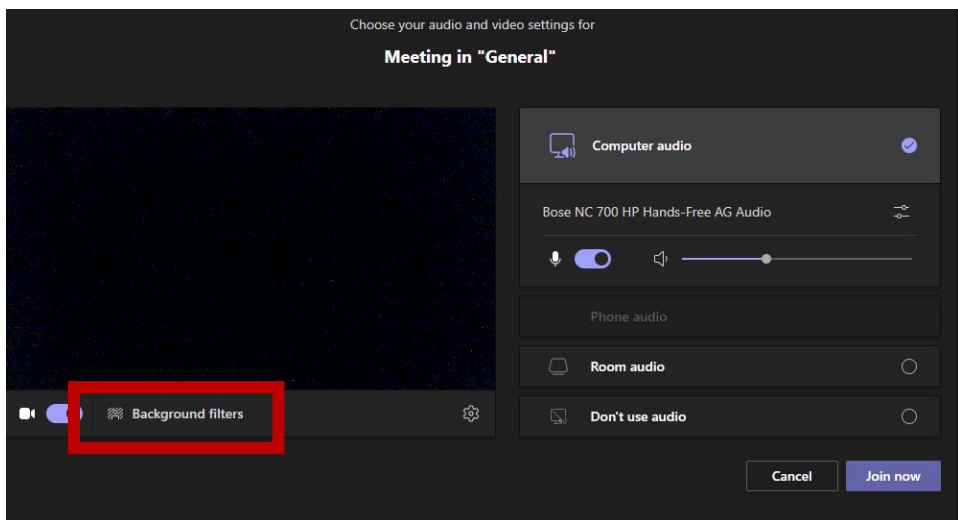 Choose your audio and video settings for
Meeting in "General"
Computer audio
Bose NC 700 HP Hands-Free AG Audio
Phone audio
Room audio
Background filters
Don't use audio
Cancel
Join now